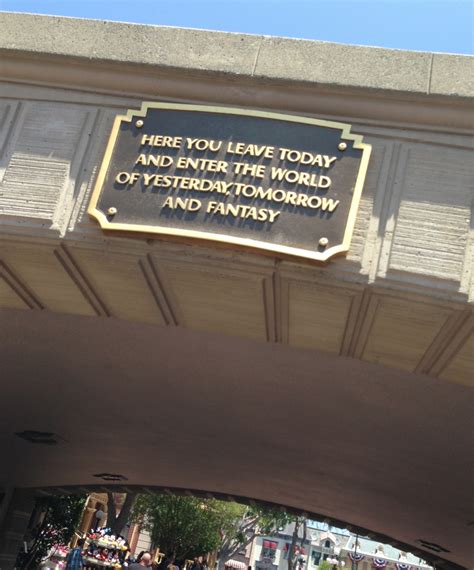 HERE YOU LEAVE TODAY
AND ENTER THE WORLD
OF YESTERDAY, TOMORROW
AND FANTASY